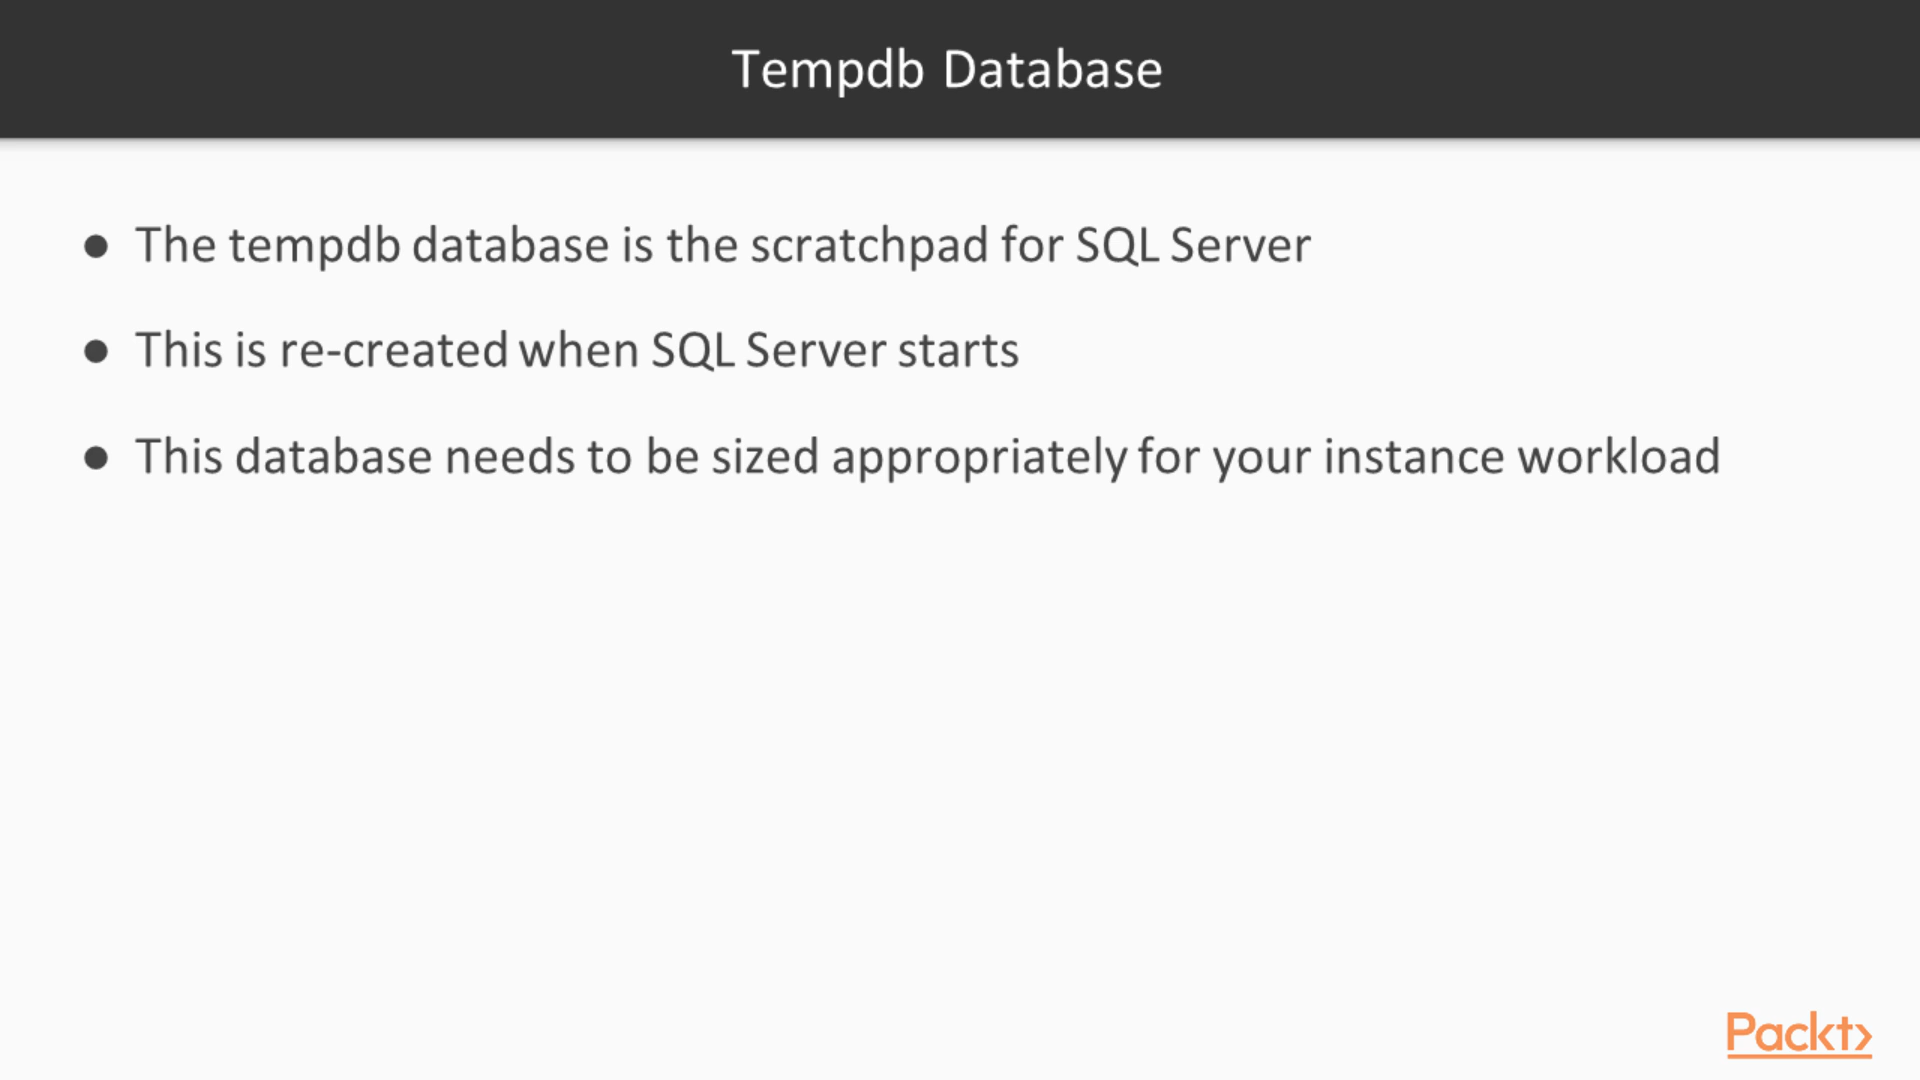 Tempdb Database
● The tempdb database is the scratchpad for SQL Server
● This is re-created when SQL Server starts
● This database needs to be sized appropriately for your instance workload
Packt>